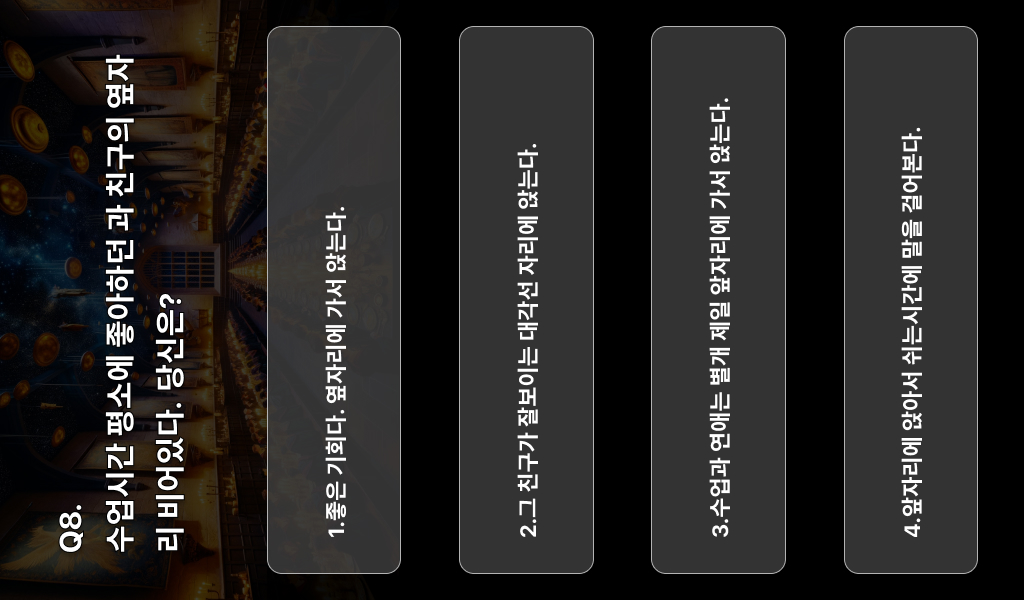 Q8.
수업시간 평소에 좋아하던 과 친구의 옆자
리 비어있다. 당신은?
1.좋은 기회다. 옆자리에 가서 앉는다.
2.그 친구가 잘보이는 대각선 자리에 앉는다.
3.수업과 연애는 별개 제일 앞자리에 가서 앉는다.
4.앞자리에 앉아서 쉬는시간에 말을 걸어본다.